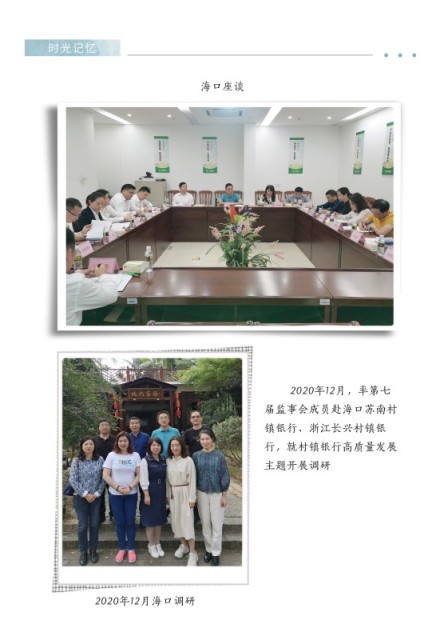 时光记忆
海口座谈
2020年12月，率第七
届监事会成员赴海口苏南村
镇银行、浙江长兴村镇银
行，就村镇银行高质量发展
主题开展调研
2020年12月海口调研